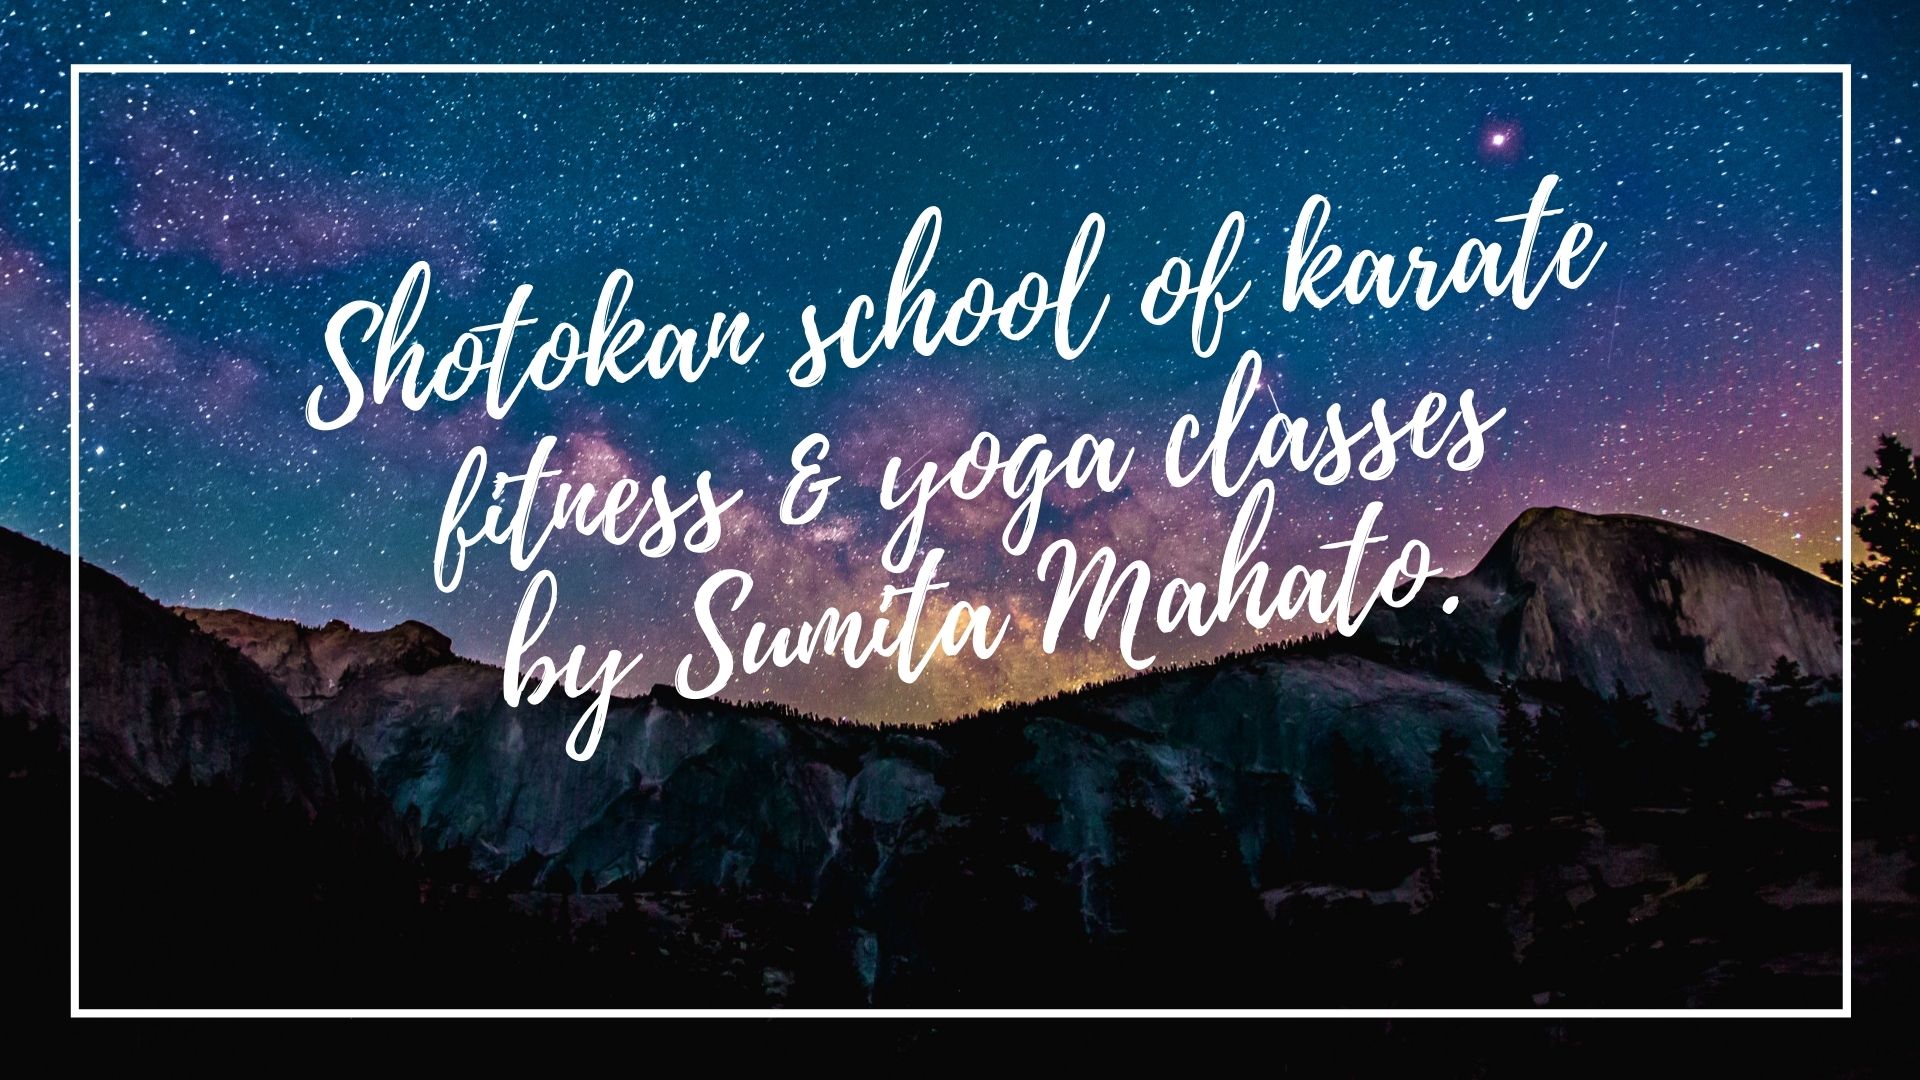 Shotokan school of karate
fitness & yoga classes
by Sumita Mahato.